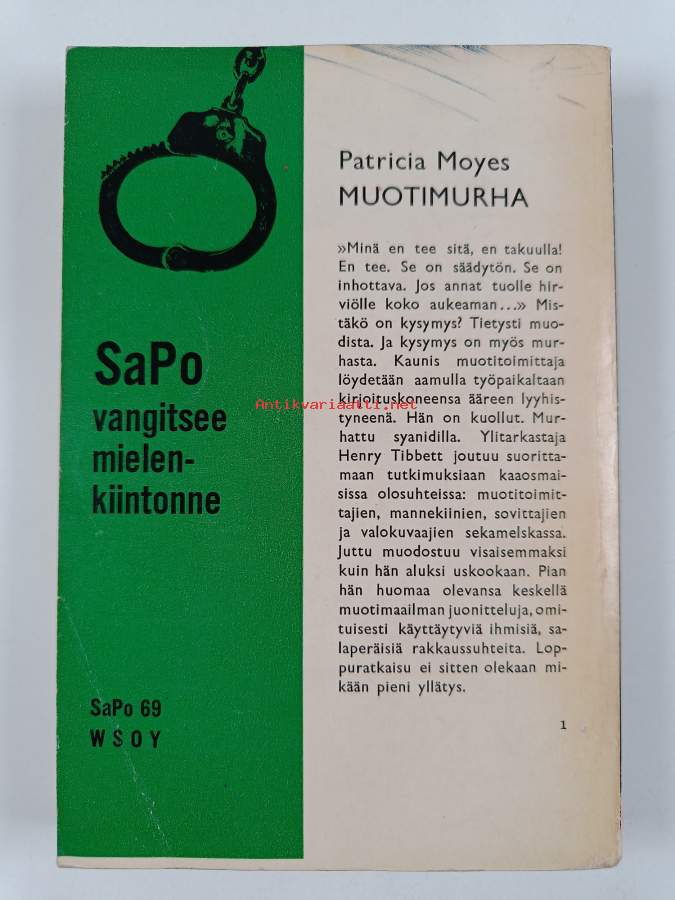 SaPo
vangitsee
mielen-
kiintonne
SaPo 69
WSOY
Patricia Moyes
MUOTIMURHA
»Minä en tee sitä, en takuulla!
En tee. Se on säädytön. Se on
inhottava. Jos annat tuolle hir-
viölle koko aukeaman...» Mis-
täkö on kysymys? Tietysti muo-
dista. Ja kysymys on myös mur-
hasta. Kaunis muotitoimittaja
löydetään aamulla työpaikaltaan
kirjoituskoneensa ääreen lyyhis-
tyneenä. Hän on kuollut. Mur-
hattu syanidilla. Ylitarkastaja
Henry Tibbett joutuu suoritta-
maan tutkimuksiaan kaaosmai-
sissa olosuhteissa: muotitoimit-
tajien, mannekiinien, sovittajien
ja valokuvaajien sekamelskassa.
Juttu muodostuu visaisemmaksi
kuin hän aluksi uskookaan. Pian
hän huomaa olevansa keskellä
muotimaailman juonitteluja, omi-
tuisesti käyttäytyviä ihmisiä, sa-
laperäisiä rakkaussuhteita. Lop-
puratkaisu ei sitten olekaan mi-
kään pieni yllätys.
1
Antikvariaatti.net